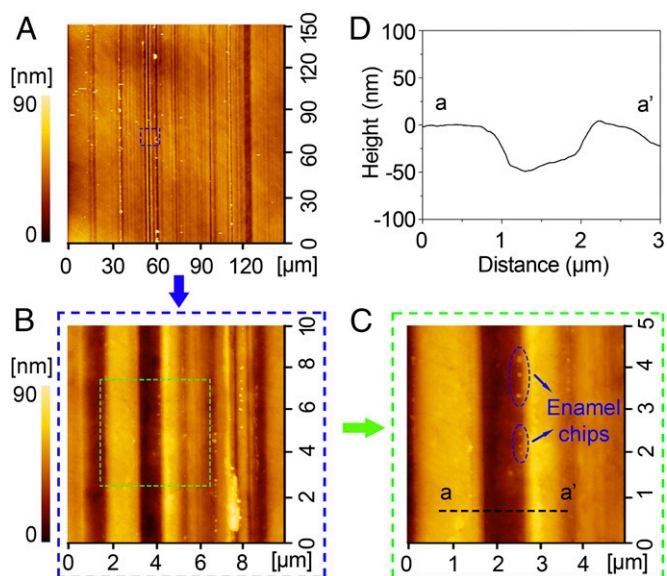 A
[nm]
90
0
150
120
90
60
30
0
0 30 60 90 120 [µm]
D
Height (nm)
100
50
0
-50
-100
a a'
0 1 2 3
Distance (µm)
B
[nm]
90
0
10
8
6
4
2
0
0 2 4 6 8 [µm]
C
5
4
3
2
1
0
Enamel
chips
a a'
0 1 2 3 4 [µm]